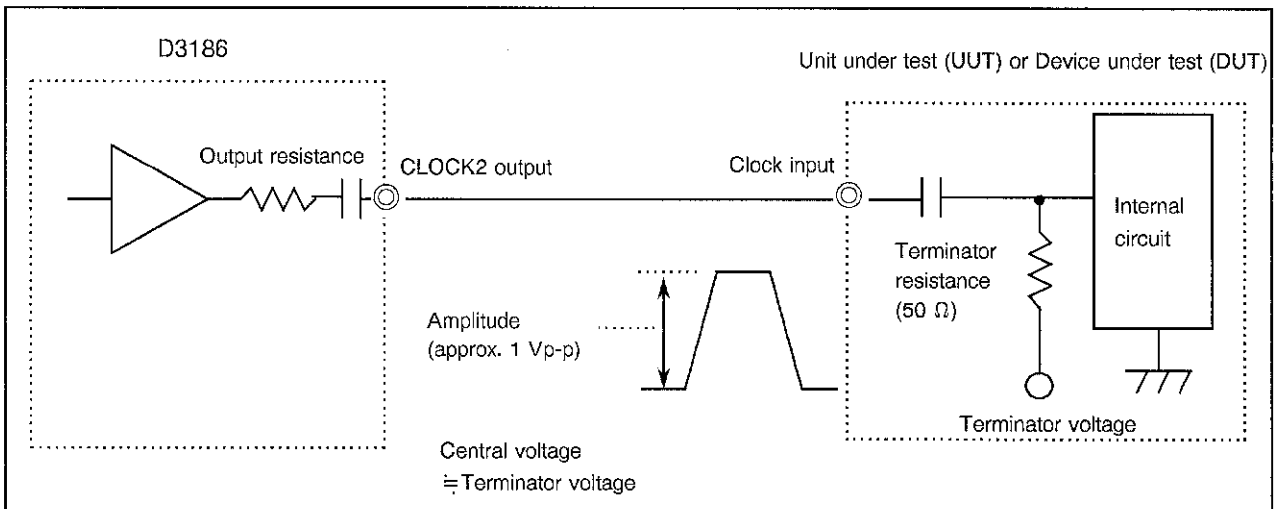 D3186
Unit under test (UUT) or Device under test (DUT)
Output resistance
CLOCK2 output
Clock input
Internal
circuit
Terminator
resistance
(50 Ω)
Amplitude
(approx. 1 Vp-p)
Terminator voltage
Central voltage
≒Terminator voltage